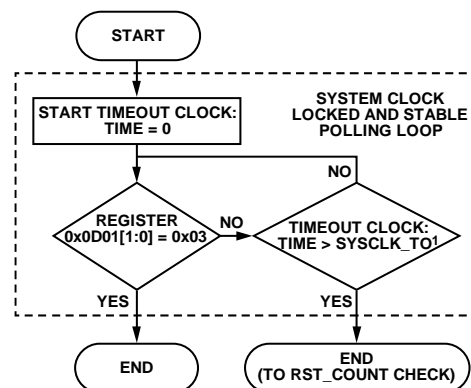 START
START TIMEOUT CLOCK:
TIME = 0
SYSTEM CLOCK
LOCKED AND STABLE
POLLING LOOP
NO
REGISTER
0x0D01[1:0] = 0x03
NO
TIMEOUT CLOCK:
TIME > SYSCLK_TO¹
YES
YES
END
END
(TO RST_COUNT CHECK)